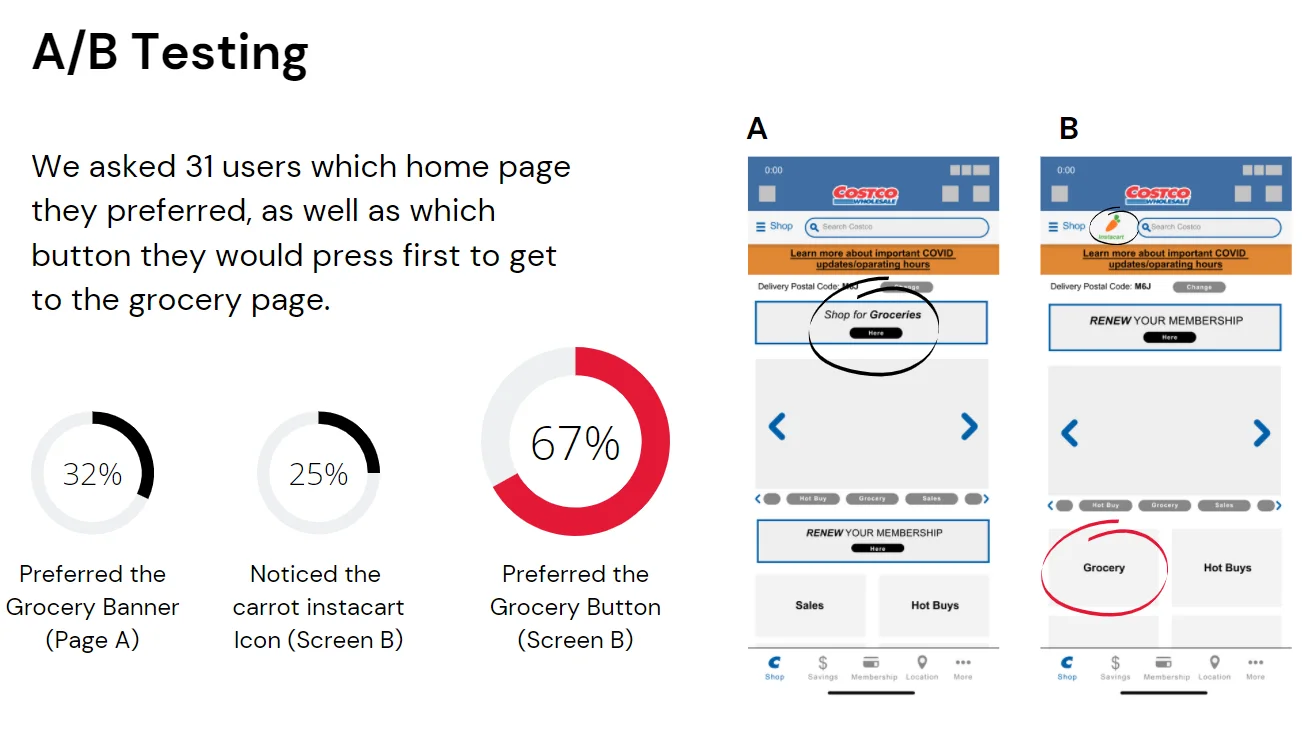 A/B Testing
We asked 31 users which home page
they preferred, as well as which
button they would press first to get
to the grocery page.
32%
Preferred the
Grocery Banner
(Page A)
25%
Noticed the
carrot instacart
Icon (Screen B)
67%
Preferred the
Grocery Button
(Screen B)
A
0:00
COSTCO
WHOLESALE
Shop
Search Costco
Learn more about important COVID
updates/oparating hours
Delivery Postal Code: M6J
Change
Shop for Groceries
Here
Hot Buy
Grocery
Sales
RENEW YOUR MEMBERSHIP
Here
Sales
Hot Buys
Shop
Savings
Membership
Location
More
B
0:00
COSTCO
WHOLESALE
Shop
instacart
Search Costco
Learn more about important COVID
updates/oparating hours
Delivery Postal Code: M6J
Change
RENEW YOUR MEMBERSHIP
Here
Hot Buy
Grocery
Sales
Grocery
Hot Buys
Shop
Savings
Membership
Location
More